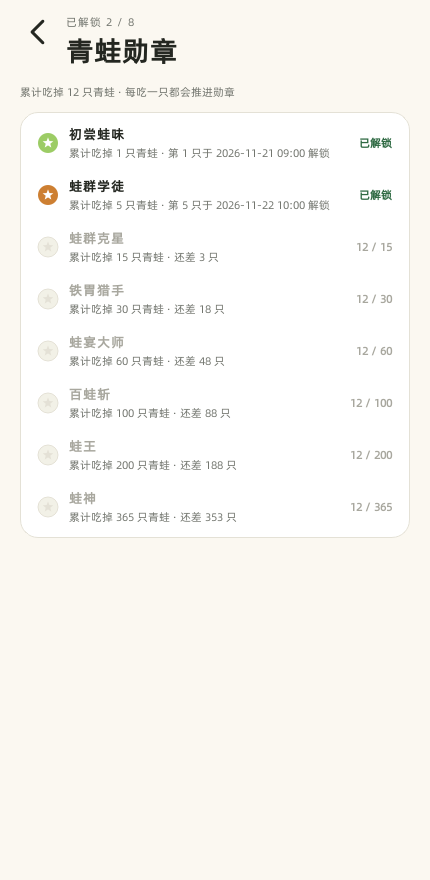 已解锁 2 / 8
青蛙勋章
累计吃掉 12 只青蛙 · 每吃一只都会推进勋章
初尝蛙味
累计吃掉 1 只青蛙 · 第 1 只于 2026-11-21 09:00 解锁
已解锁
蛙群学徒
累计吃掉 5 只青蛙 · 第 5 只于 2026-11-22 10:00 解锁
已解锁
蛙群克星
累计吃掉 15 只青蛙 · 还差 3 只
12 / 15
铁胃猎手
累计吃掉 30 只青蛙 · 还差 18 只
12 / 30
蛙宴大师
累计吃掉 60 只青蛙 · 还差 48 只
12 / 60
百蛙斩
累计吃掉 100 只青蛙 · 还差 88 只
12 / 100
蛙王
累计吃掉 200 只青蛙 · 还差 188 只
12 / 200
蛙神
累计吃掉 365 只青蛙 · 还差 353 只
12 / 365